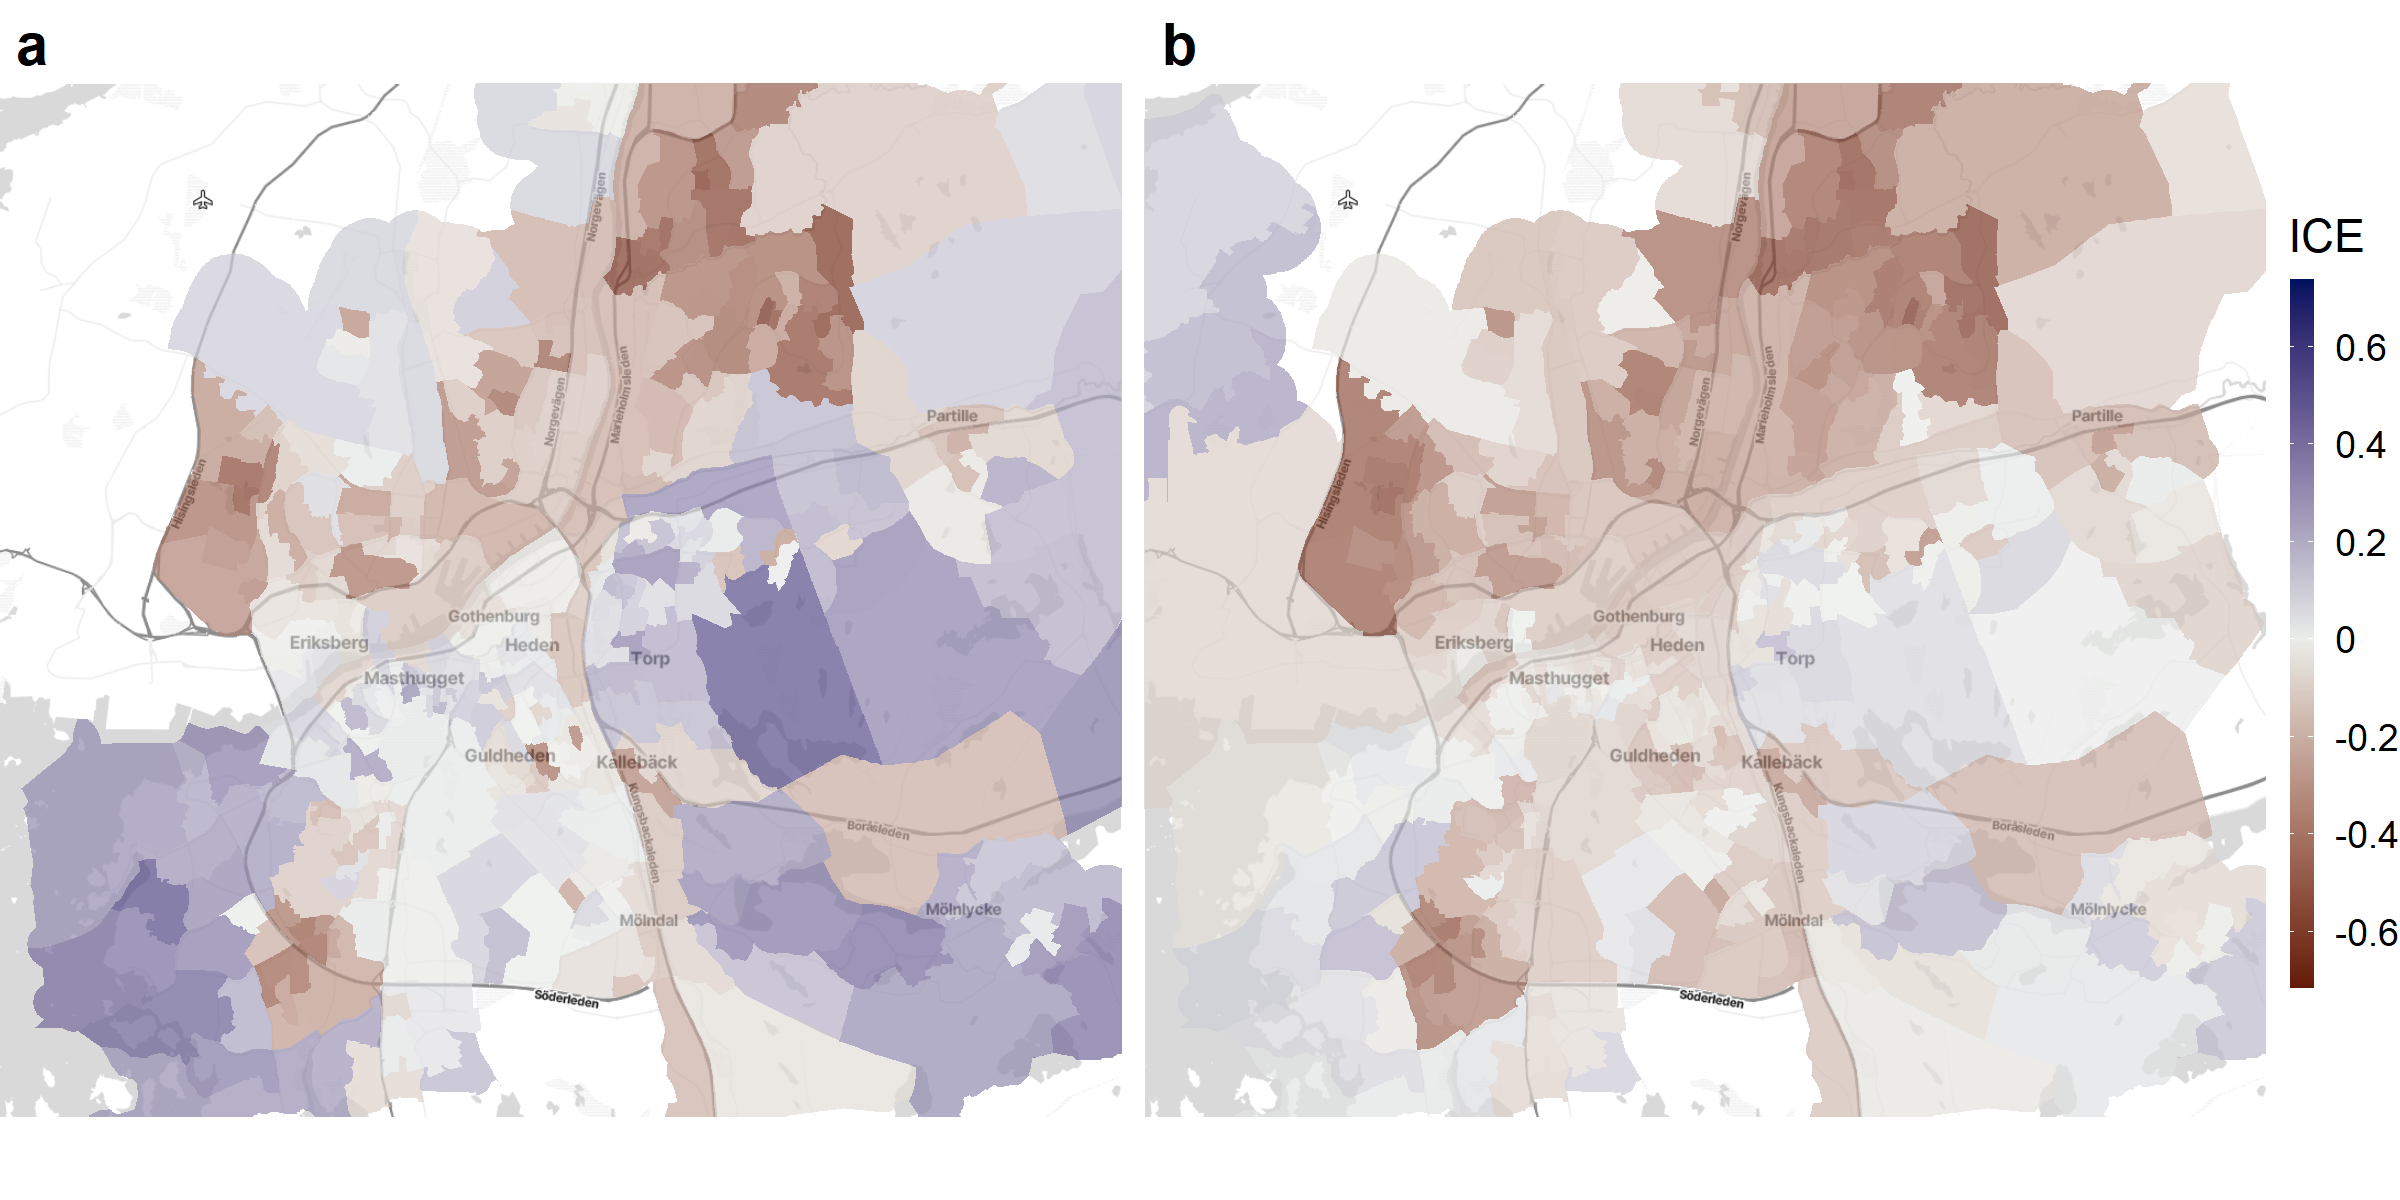 a
b
Norgevägen
Norgevägen
Marieholmsleden
Hisingsleden
Partille
Gothenburg
Eriksberg
Heden
Torp
Masthugget
Guldheden
Kallebäck
Kungsbackaleden
Boråsleden
Mölndal
Mölnlycke
Söderleden
Norgevägen
Norgevägen
Marieholmsleden
Hisingsleden
Partille
Gothenburg
Eriksberg
Heden
Torp
Masthugget
Guldheden
Kallebäck
Kungsbackaleden
Boråsleden
Mölndal
Mölnlycke
Söderleden
ICE
0.6
0.4
0.2
0
-0.2
-0.4
-0.6